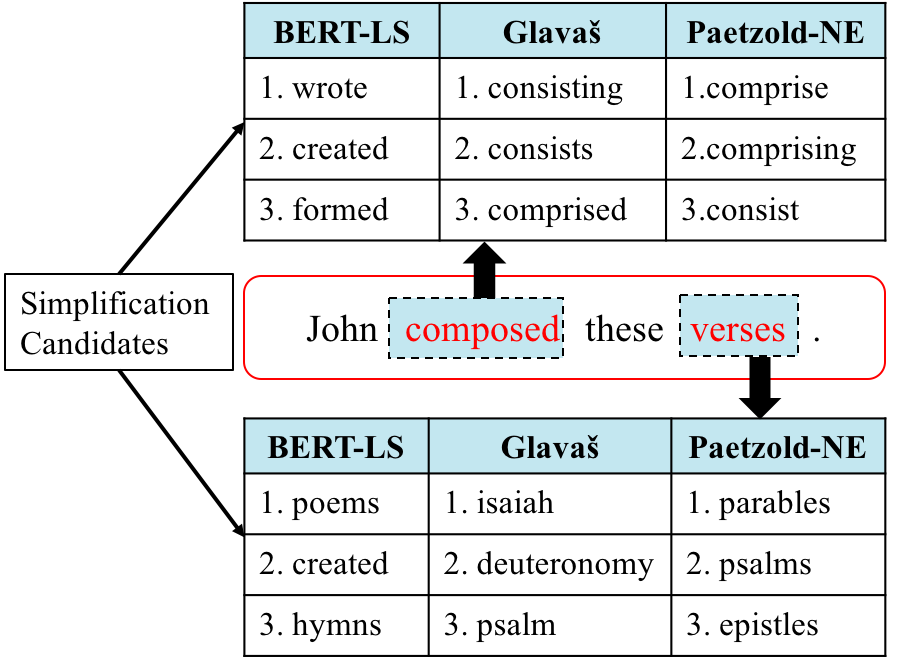 BERT-LS Glavaš Paetzold-NE
1. wrote 1. consisting 1.comprise
2. created 2. consists 2.comprising
3. formed 3. comprised 3.consist
Simplification
Candidates
John composed these verses .
BERT-LS Glavaš Paetzold-NE
1. poems 1. isaiah 1. parables
2. created 2. deuteronomy 2. psalms
3. hymns 3. psalm 3. epistles